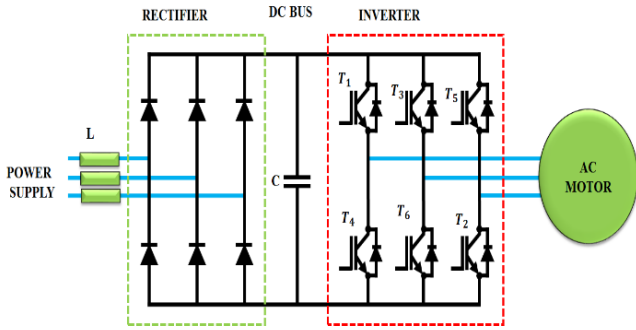 RECTIFIER DC BUS INVERTER
T₁ T₃ T₅
L
POWER SUPPLY
C
AC MOTOR
T₄ T₆ T₂